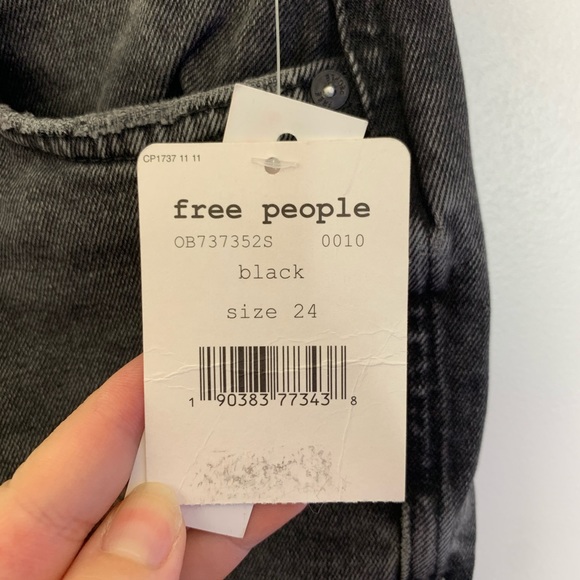 CP1737 11 11
free people
OB737352S 0010
black
size 24
1 90383 77343 8